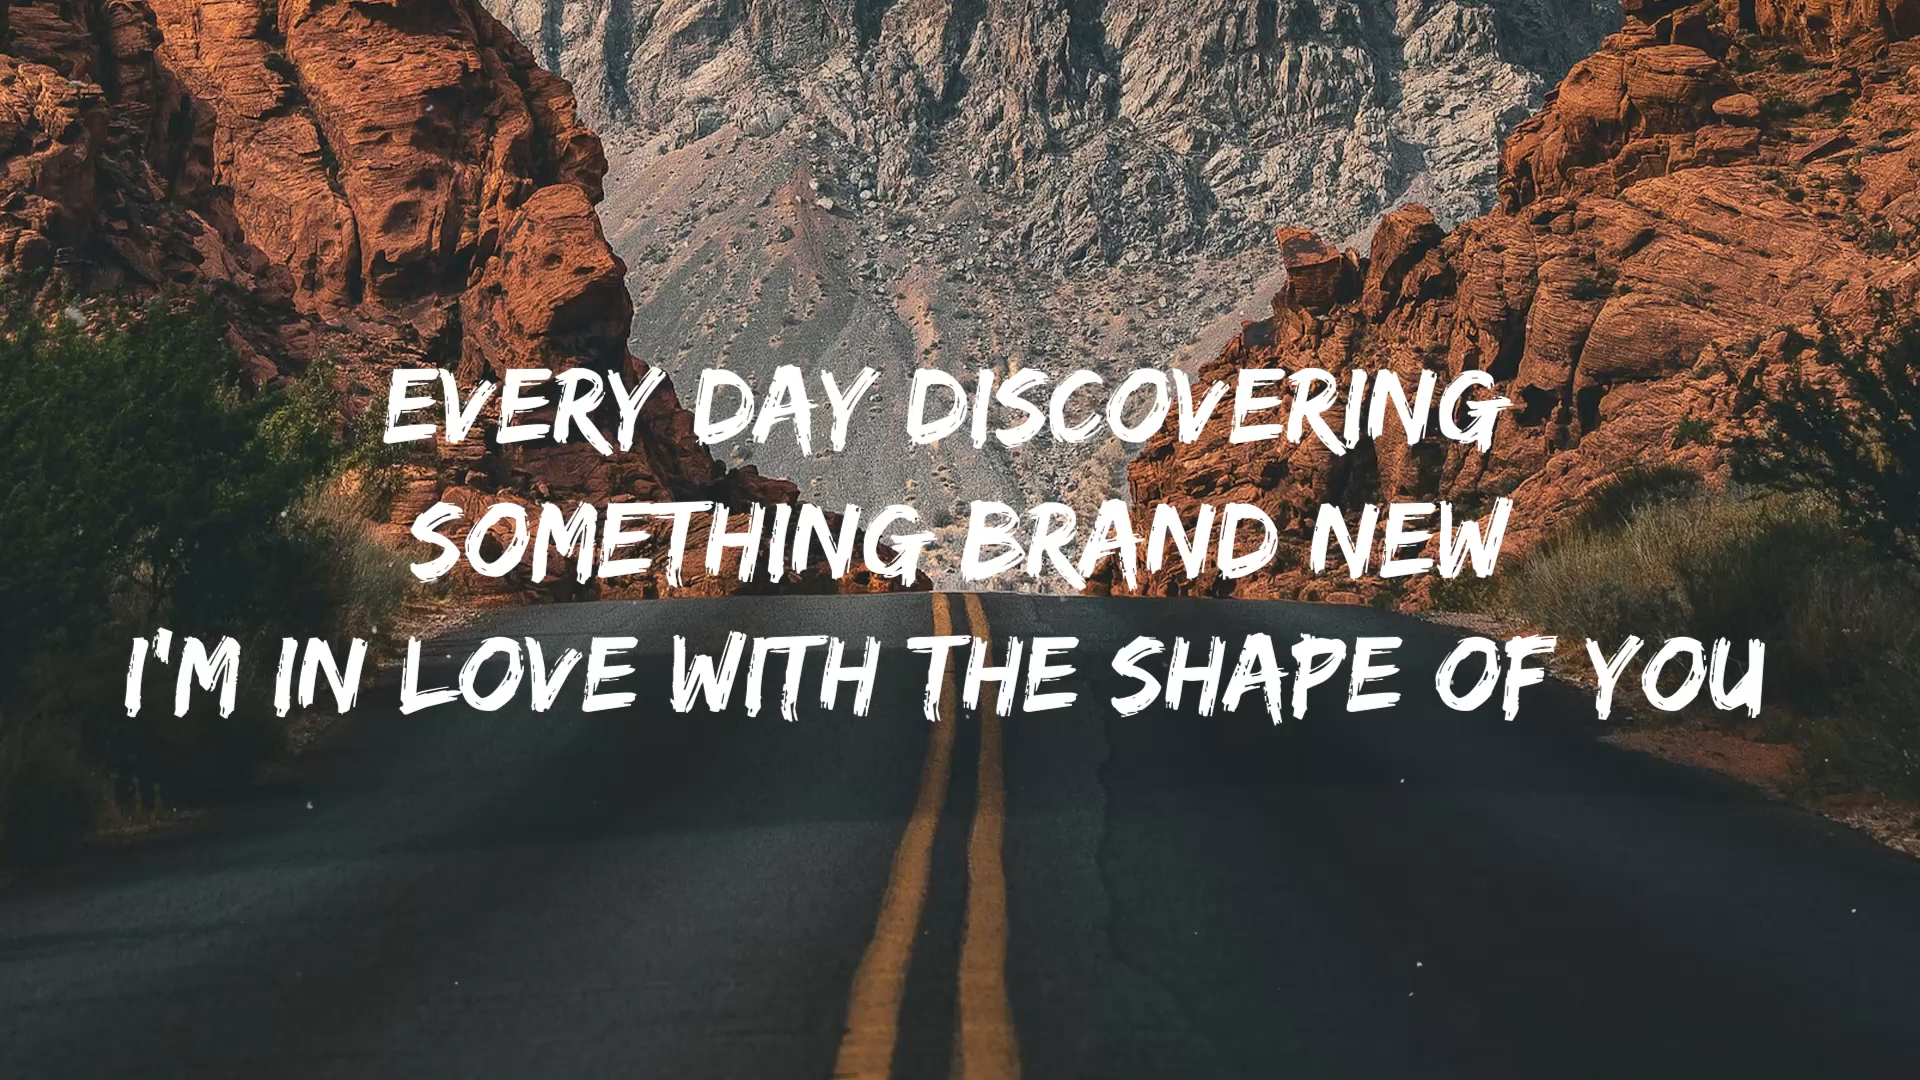 EVERY DAY DISCOVERING
SOMETHING BRAND NEW
I'M IN LOVE WITH THE SHAPE OF YOU